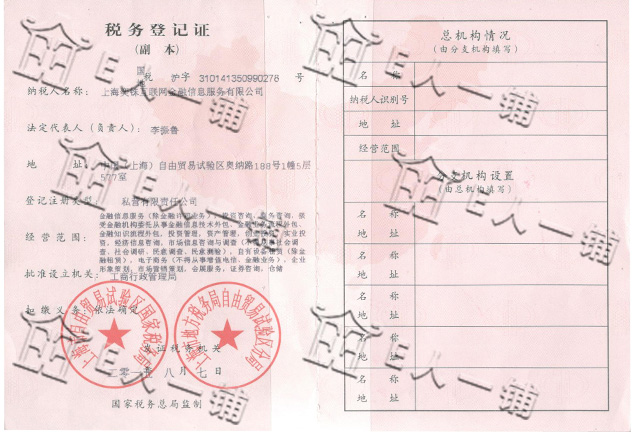 税务登记证
(副 本)
国
税 沪字 310141350990278 号
地
纳税人名称： 上海 互联网金融信息服务有限公司
法定代表人（负责人）： 李振鲁
地 址： 中国（上海）自由贸易试验区奥纳路188号1幢5层
577室
登记注册类型： 私营有限责任公司
经营范围：
金融信息服务（除金融许可业务），投资咨询，商务咨询，接
受金融机构委托从事金融信息技术外包，金融业务流程外包，
金融知识流程外包，投资管理，资产管理， 实业投
资，经济信息咨询，市场信息咨询与调查（不得从事社会调
查，社会调研，民意调查，民意测验），自有设备租赁（除金
融租赁），电子商务（不得从事增值电信、金融业务），企业
形象策划，市场营销策划，会展服务，证券咨询，仓储
批准设立机关： 工商行政管理局
扣缴义务：依法确定
上海市自由贸易试验区国家税务局
上海市地方税务局自由贸易试验区分局
发证税务机关
二〇一 年 八 月 七 日
国家税务总局监制
总机构情况
(由分支机构填写)
名 称
纳税人识别号
地 址
经营范围
分支机构设置
(由总机构填写)
名 称
地 址
名 称
地 址
名 称
地 址
名 称
地 址
名 称
地 址
巨人一铺
巨人一铺
巨人一铺
巨人一铺
巨人一铺
巨人一铺